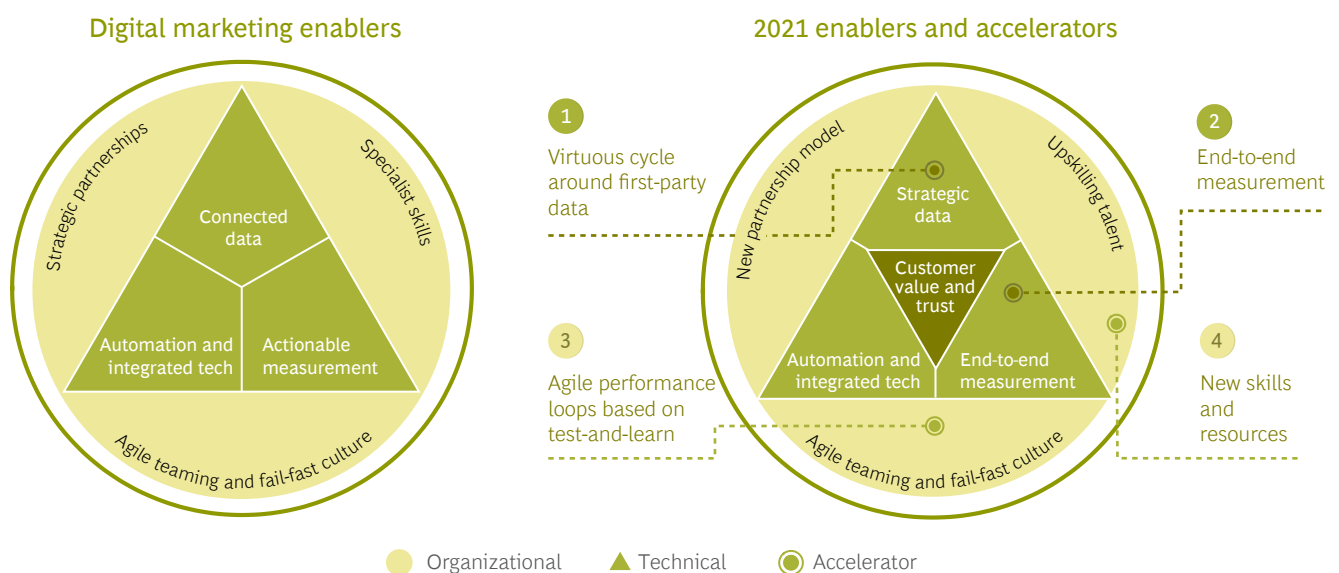 Digital marketing enablers
Strategic partnerships
Specialist skills
Connected
data
Automation and
integrated tech
Actionable
measurement
Agile teaming and fail-fast culture
2021 enablers and accelerators
1
Virtuous cycle
around first-party
data
2
End-to-end
measurement
New partnership model
Upskilling talent
Strategic
data
Customer
value and
trust
Automation and
integrated tech
End-to-end
measurement
Agile teaming and fail-fast culture
3
Agile performance
loops based on
test-and-learn
4
New skills
and
resources
Organizational
Technical
Accelerator